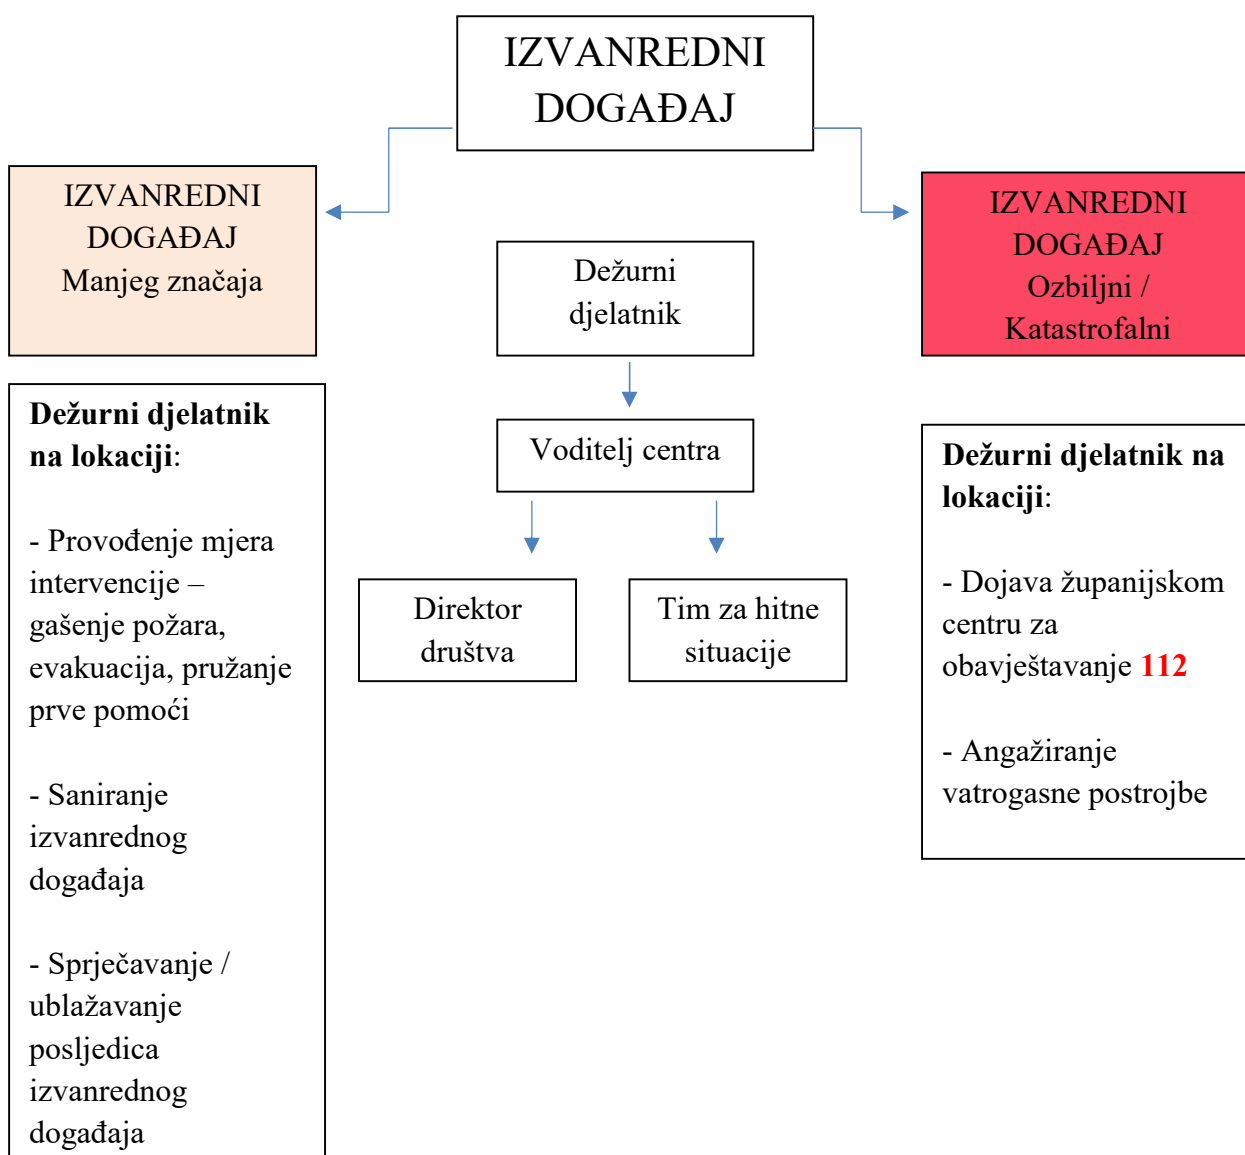 IZVANREDNI
DOGAĐAJ
IZVANREDNI
DOGAĐAJ
Manjeg značaja
Dežurni djelatnik
na lokaciji:
- Provođenje mjera
intervencije –
gašenje požara,
evakuacija, pružanje
prve pomoći
- Saniranje
izvanrednog
događaja
- Sprječavanje /
ublažavanje
posljedica
izvanrednog
događaja
Dežurni
djelatnik
Voditelj centra
Direktor
društva
Tim za hitne
situacije
IZVANREDNI
DOGAĐAJ
Ozbiljni /
Katastrofalni
Dežurni djelatnik na
lokaciji:
- Dojava županijskom
centru za
obavještavanje 112
- Angažiranje
vatrogasne postrojbe